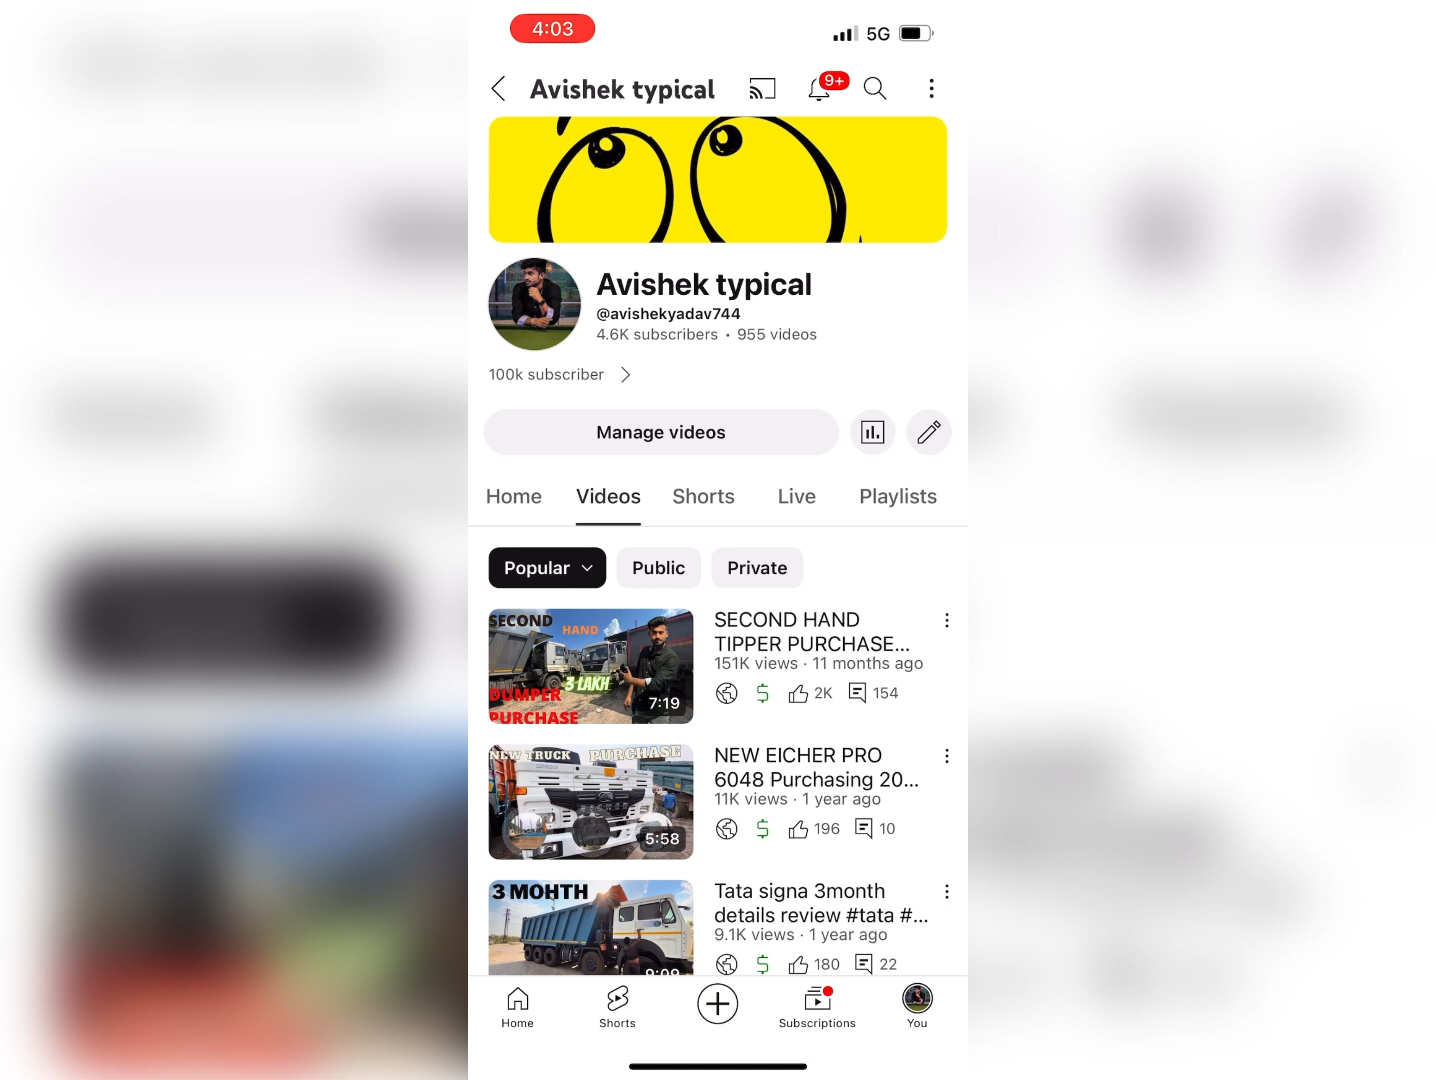 4:03
5G
Avishek typical
9+
Avishek typical
@avishekyadav744
4.6K subscribers • 955 videos
100k subscriber
Manage videos
Home Videos Shorts Live Playlists
Popular Public Private
SECOND
HAND
3 LAKH
DUMPER
PURCHASE
7:19
SECOND HAND
TIPPER PURCHASE...
151K views · 11 months ago
2K 154
NEW TRUCK PURCHASE
5:58
NEW EICHER PRO
6048 Purchasing 20...
11K views · 1 year ago
196 10
3 MOHTH
9:09
Tata signa 3month
details review #tata #...
9.1K views · 1 year ago
180 22
Home Shorts Subscriptions You